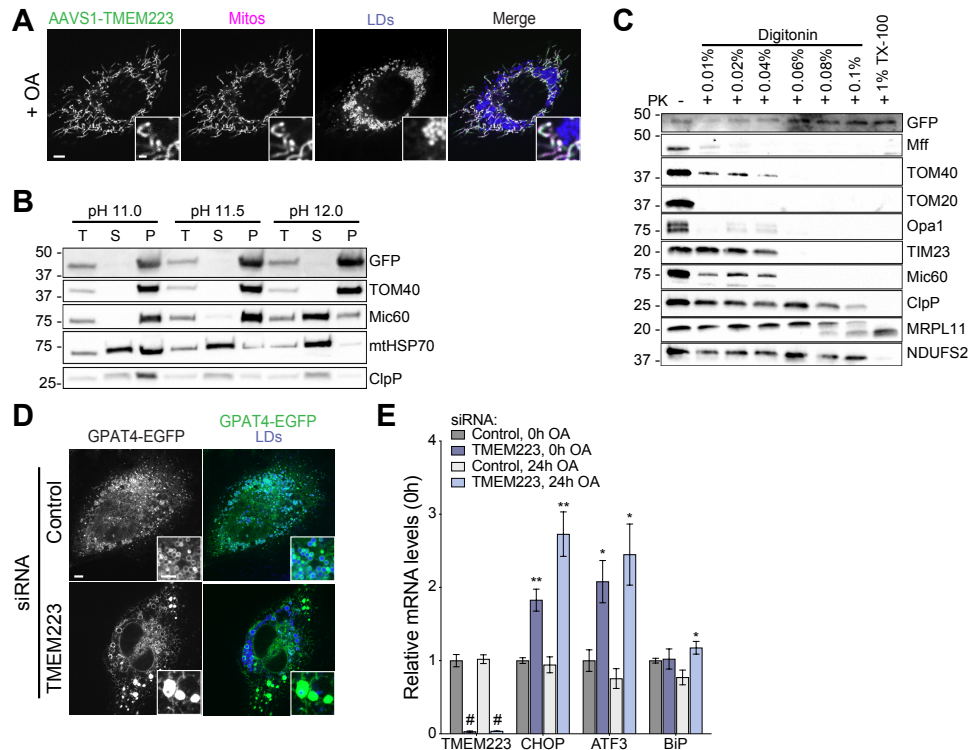 A
AAVS1-TMEM223 Mitos LDs Merge
+ OA
B
pH 11.0 pH 11.5 pH 12.0
T S P T S P T S P
50 -
37 -
GFP
37 -
TOM40
75 -
Mic60
75 -
mtHSP70
25-
ClpP
C
Digitonin
0.01% 0.02% 0.04% 0.06% 0.08% 0.1% 1% TX-100
PK - + + + + + + +
50 -
GFP
50 -
Mff
37 -
TOM40
37 -
TOM20
75 -
Opa1
20 -
TIM23
75 -
Mic60
25 -
ClpP
20 -
MRPL11
37 -
NDUFS2
D
GPAT4-EGFP GPAT4-EGFP
LDs
siRNA
Control
TMEM223
E
siRNA:
Control, 0h OA
TMEM223, 0h OA
Control, 24h OA
TMEM223, 24h OA
Relative mRNA levels (0h)
4
3
2
1
0
# #
** **
* *
*
TMEM223 CHOP ATF3 BiP